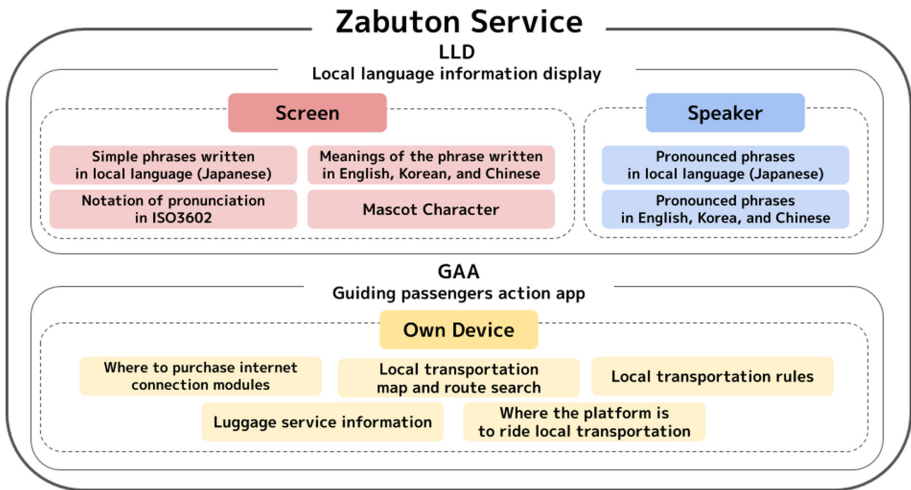 Zabuton Service
LLD
Local language information display
Screen
Simple phrases written
in local language (Japanese)
Meanings of the phrase written
in English, Korean, and Chinese
Notation of pronunciation
in ISO3602
Mascot Character
Speaker
Pronounced phrases
in local language (Japanese)
Pronounced phrases
in English, Korea, and Chinese
GAA
Guiding passengers action app
Own Device
Where to purchase internet
connection modules
Local transportation
map and route search
Local transportation rules
Luggage service information
Where the platform is
to ride local transportation